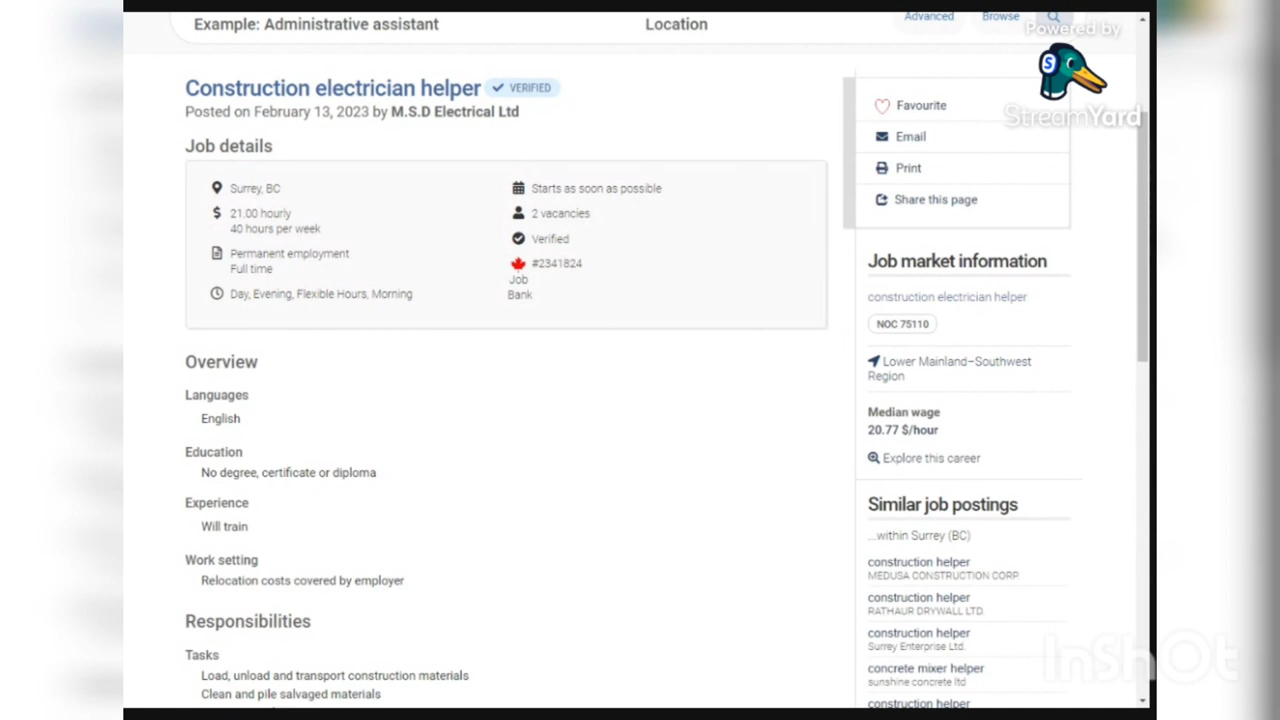 Example: Administrative assistant
Location
Advanced
Browse
Powered by
S
StreamYard
Construction electrician helper VERIFIED
Posted on February 13, 2023 by M.S.D Electrical Ltd
Job details
Surrey, BC
$ 21.00 hourly
40 hours per week
Permanent employment
Full time
Day, Evening, Flexible Hours, Morning
Starts as soon as possible
2 vacancies
Verified
#2341824
Job
Bank
Overview
Languages
English
Education
No degree, certificate or diploma
Experience
Will train
Work setting
Relocation costs covered by employer
Responsibilities
Tasks
Load, unload and transport construction materials
Clean and pile salvaged materials
Favourite
Email
Print
Share this page
Job market information
construction electrician helper
NOC 75110
Lower Mainland–Southwest
Region
Median wage
20.77 $/hour
Explore this career
Similar job postings
...within Surrey (BC)
construction helper
MEDUSA CONSTRUCTION CORP.
construction helper
RATHAUR DRYWALL LTD.
construction helper
Surrey Enterprise Ltd.
concrete mixer helper
sunshine concrete ltd
construction helper
InShOt